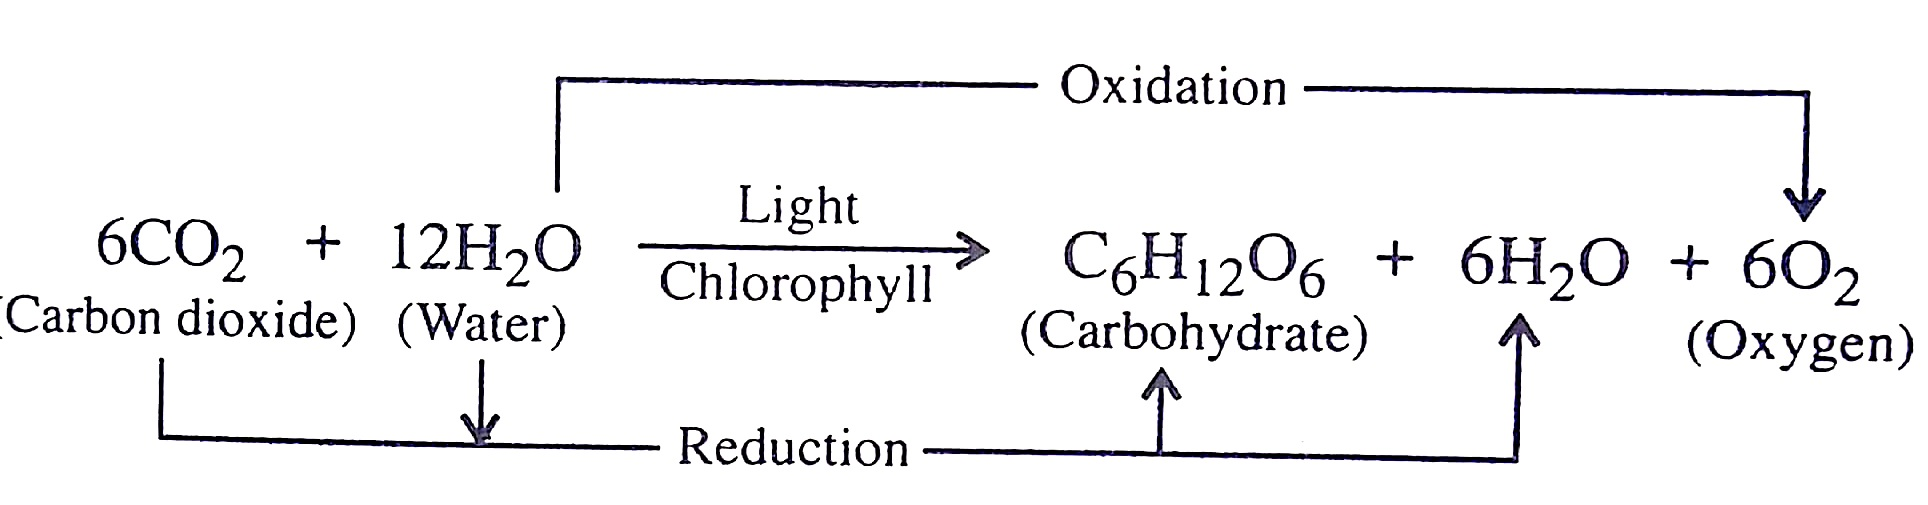 Oxidation
Light
6CO₂ + 12H₂O ⟶ C₆H₁₂O₆ + 6H₂O + 6O₂
Chlorophyll
(Carbon dioxide) (Water) (Carbohydrate) (Oxygen)
Reduction